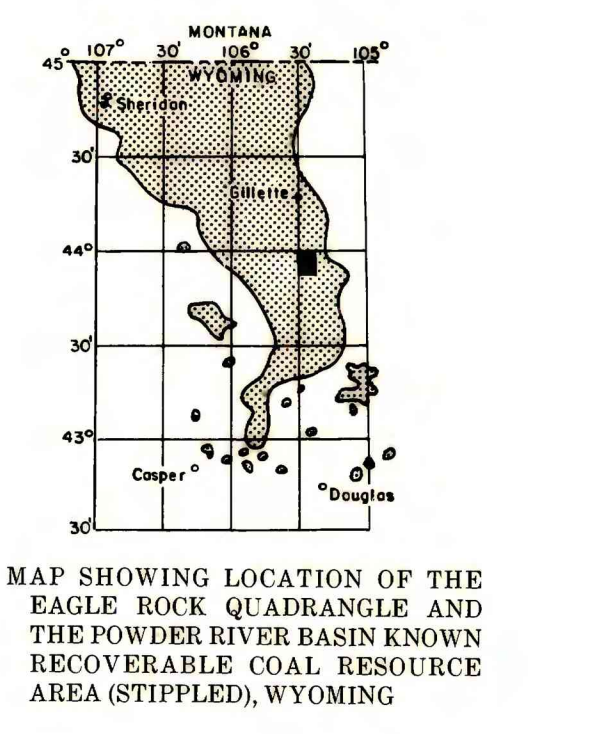 MONTANA
45° 107° 30' 106° 30' 105°
WYOMING
Sheridan
30'
Gillette
44°
30'
43°
Casper
Douglas
30'
MAP SHOWING LOCATION OF THE
EAGLE ROCK QUADRANGLE AND
THE POWDER RIVER BASIN KNOWN
RECOVERABLE COAL RESOURCE
AREA (STIPPLED), WYOMING